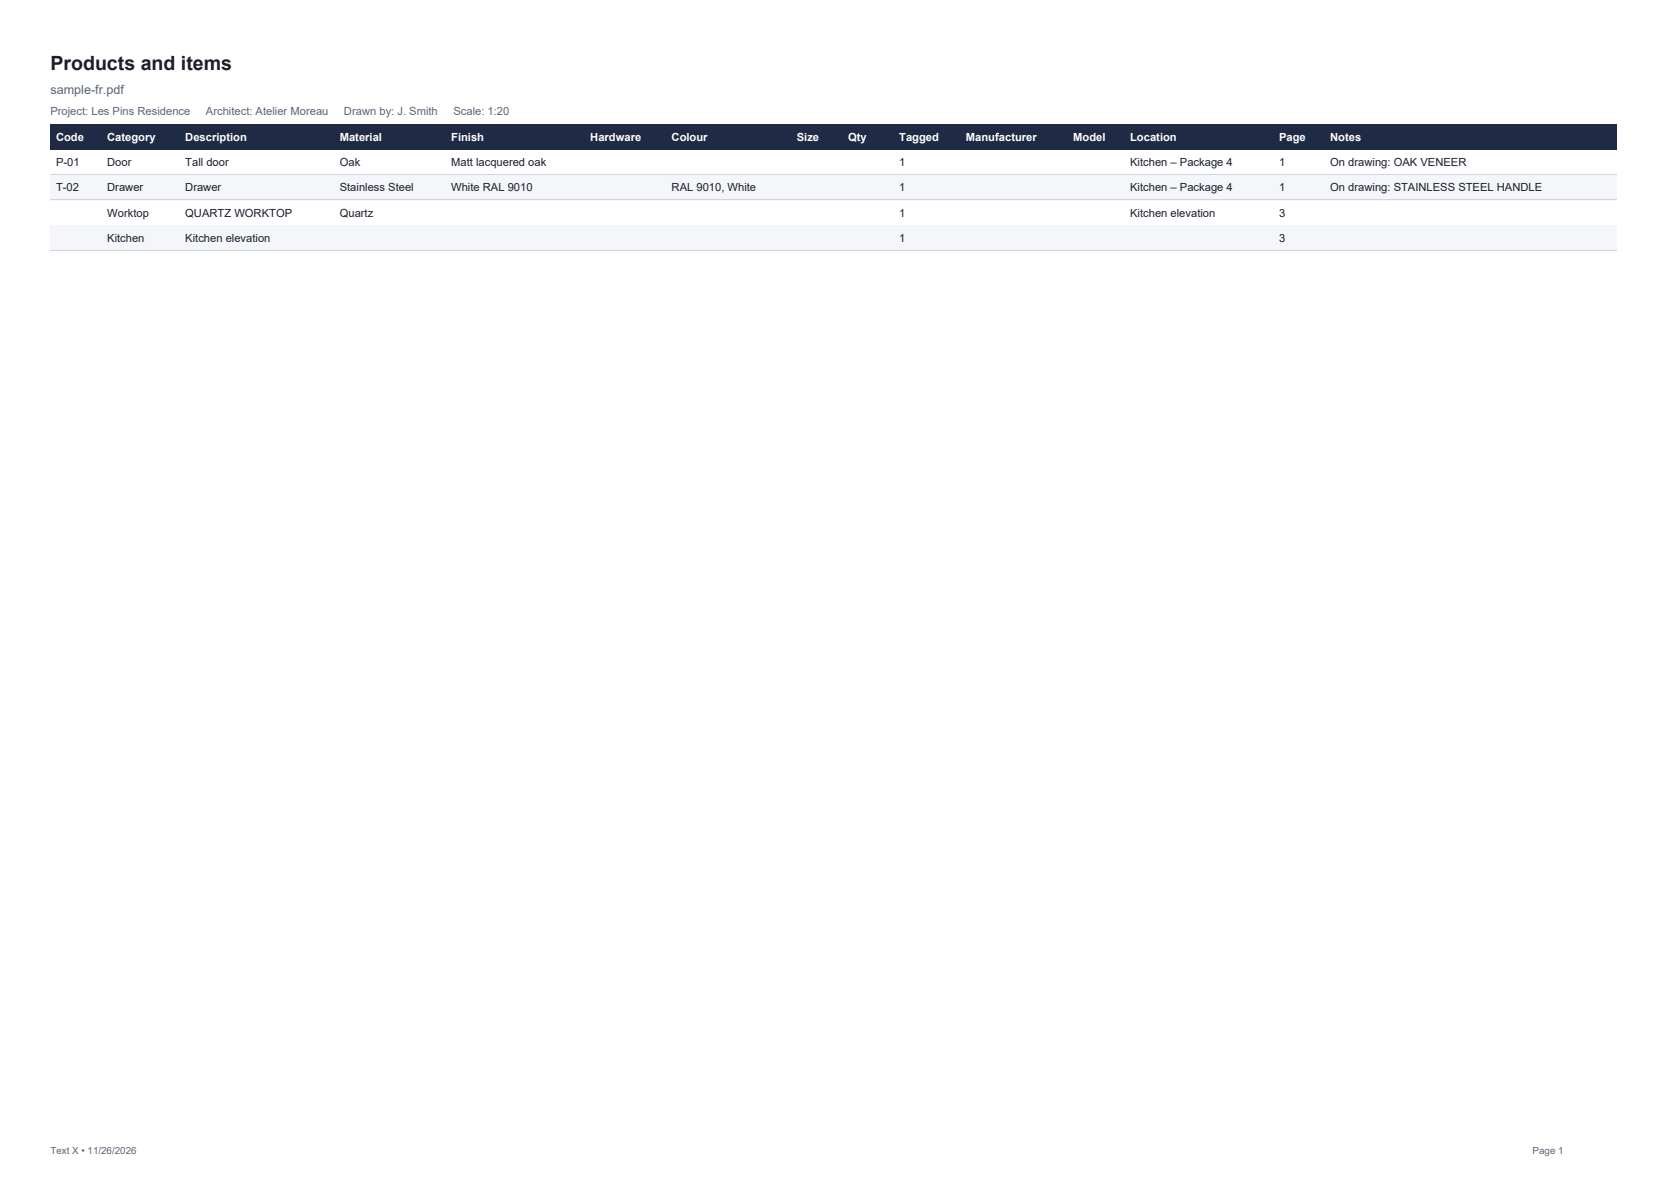 Products and items
sample-fr.pdf
Project: Les Pins Residence Architect: Atelier Moreau Drawn by: J. Smith Scale: 1:20
Code Category Description Material Finish Hardware Colour Size Qty Tagged Manufacturer Model Location Page Notes
P-01 Door Tall door Oak Matt lacquered oak 1 Kitchen – Package 4 1 On drawing: OAK VENEER
T-02 Drawer Drawer Stainless Steel White RAL 9010 RAL 9010, White 1 Kitchen – Package 4 1 On drawing: STAINLESS STEEL HANDLE
Worktop QUARTZ WORKTOP Quartz 1 Kitchen elevation 3
Kitchen Kitchen elevation 1 3
Text X • 11/26/2026 Page 1